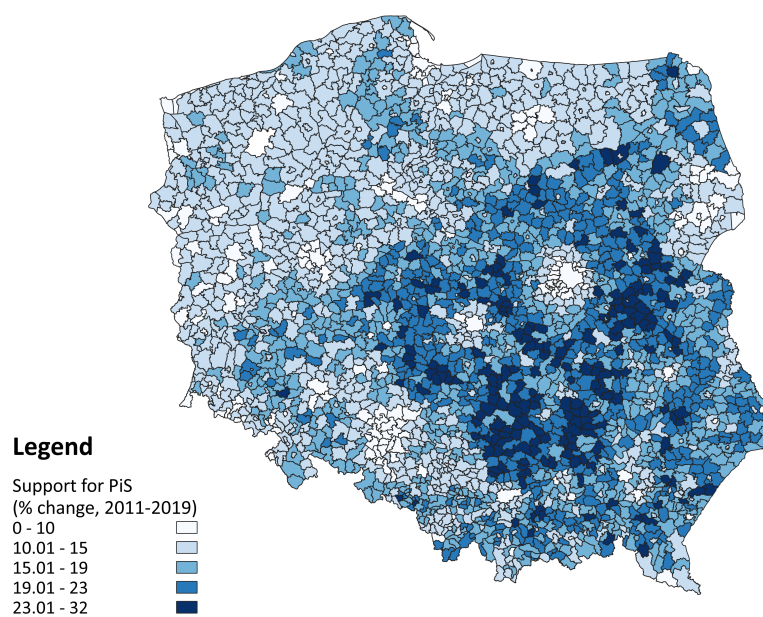 Legend
Support for PiS
(% change, 2011-2019)
0 - 10
10.01 - 15
15.01 - 19
19.01 - 23
23.01 - 32